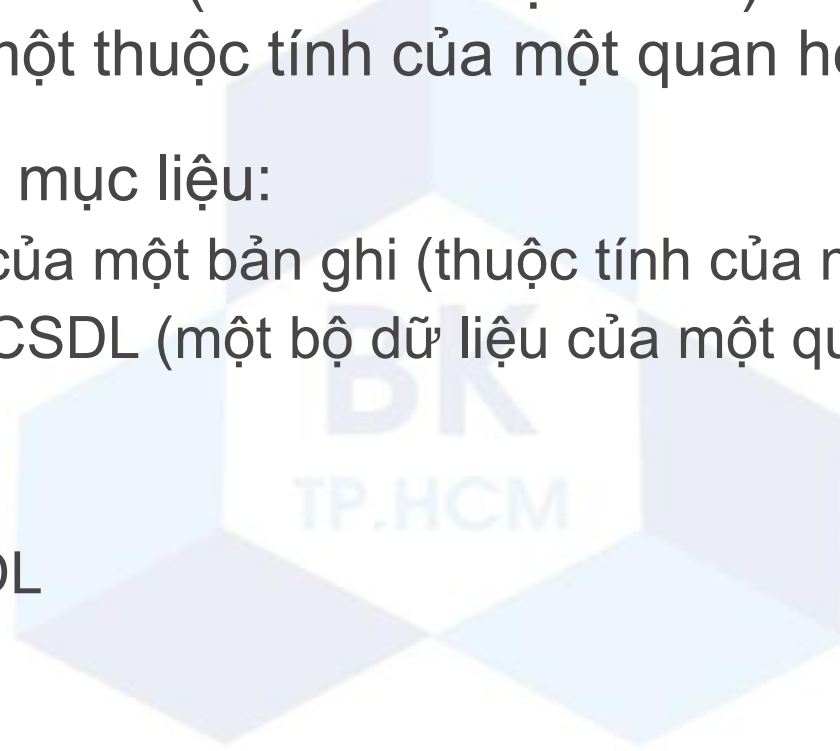 một thuộc tính của một quan
mục liệu:
của một bản ghi (thuộc tính của
CSDL (một bộ dữ liệu của một
BK
TP.HCM
DL